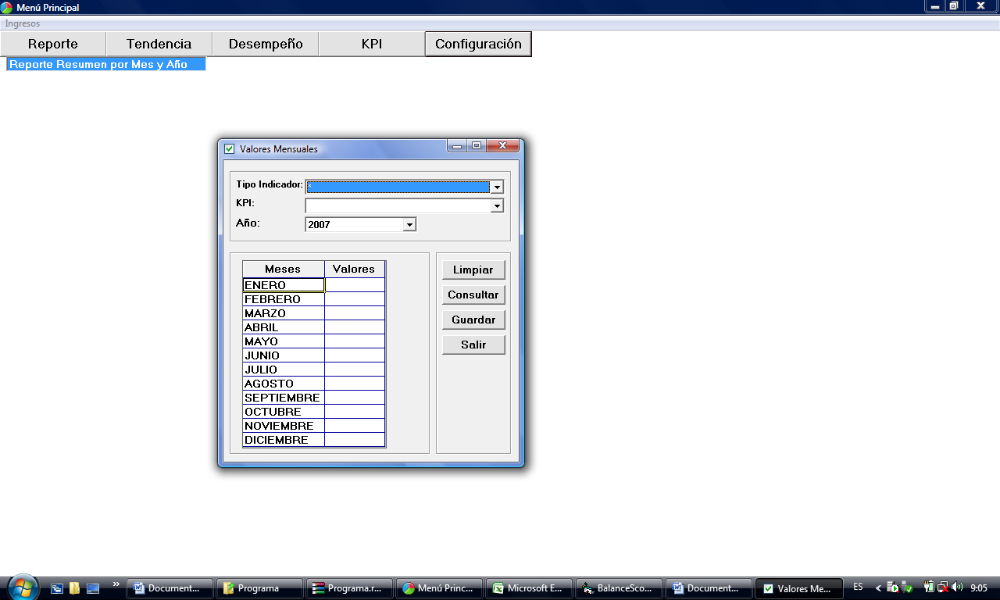 Menú Principal
Ingresos
Reporte Tendencia Desempeño KPI Configuración
Reporte Resumen por Mes y Año
Valores Mensuales
Tipo Indicador: *
KPI:
Año: 2007
Meses Valores
ENERO
FEBRERO
MARZO
ABRIL
MAYO
JUNIO
JULIO
AGOSTO
SEPTIEMBRE
OCTUBRE
NOVIEMBRE
DICIEMBRE
Limpiar
Consultar
Guardar
Salir
» Document... Programa Programa.r... Menú Princ... Microsoft E... BalanceSco... Document... Valores Me... ES < 9:05